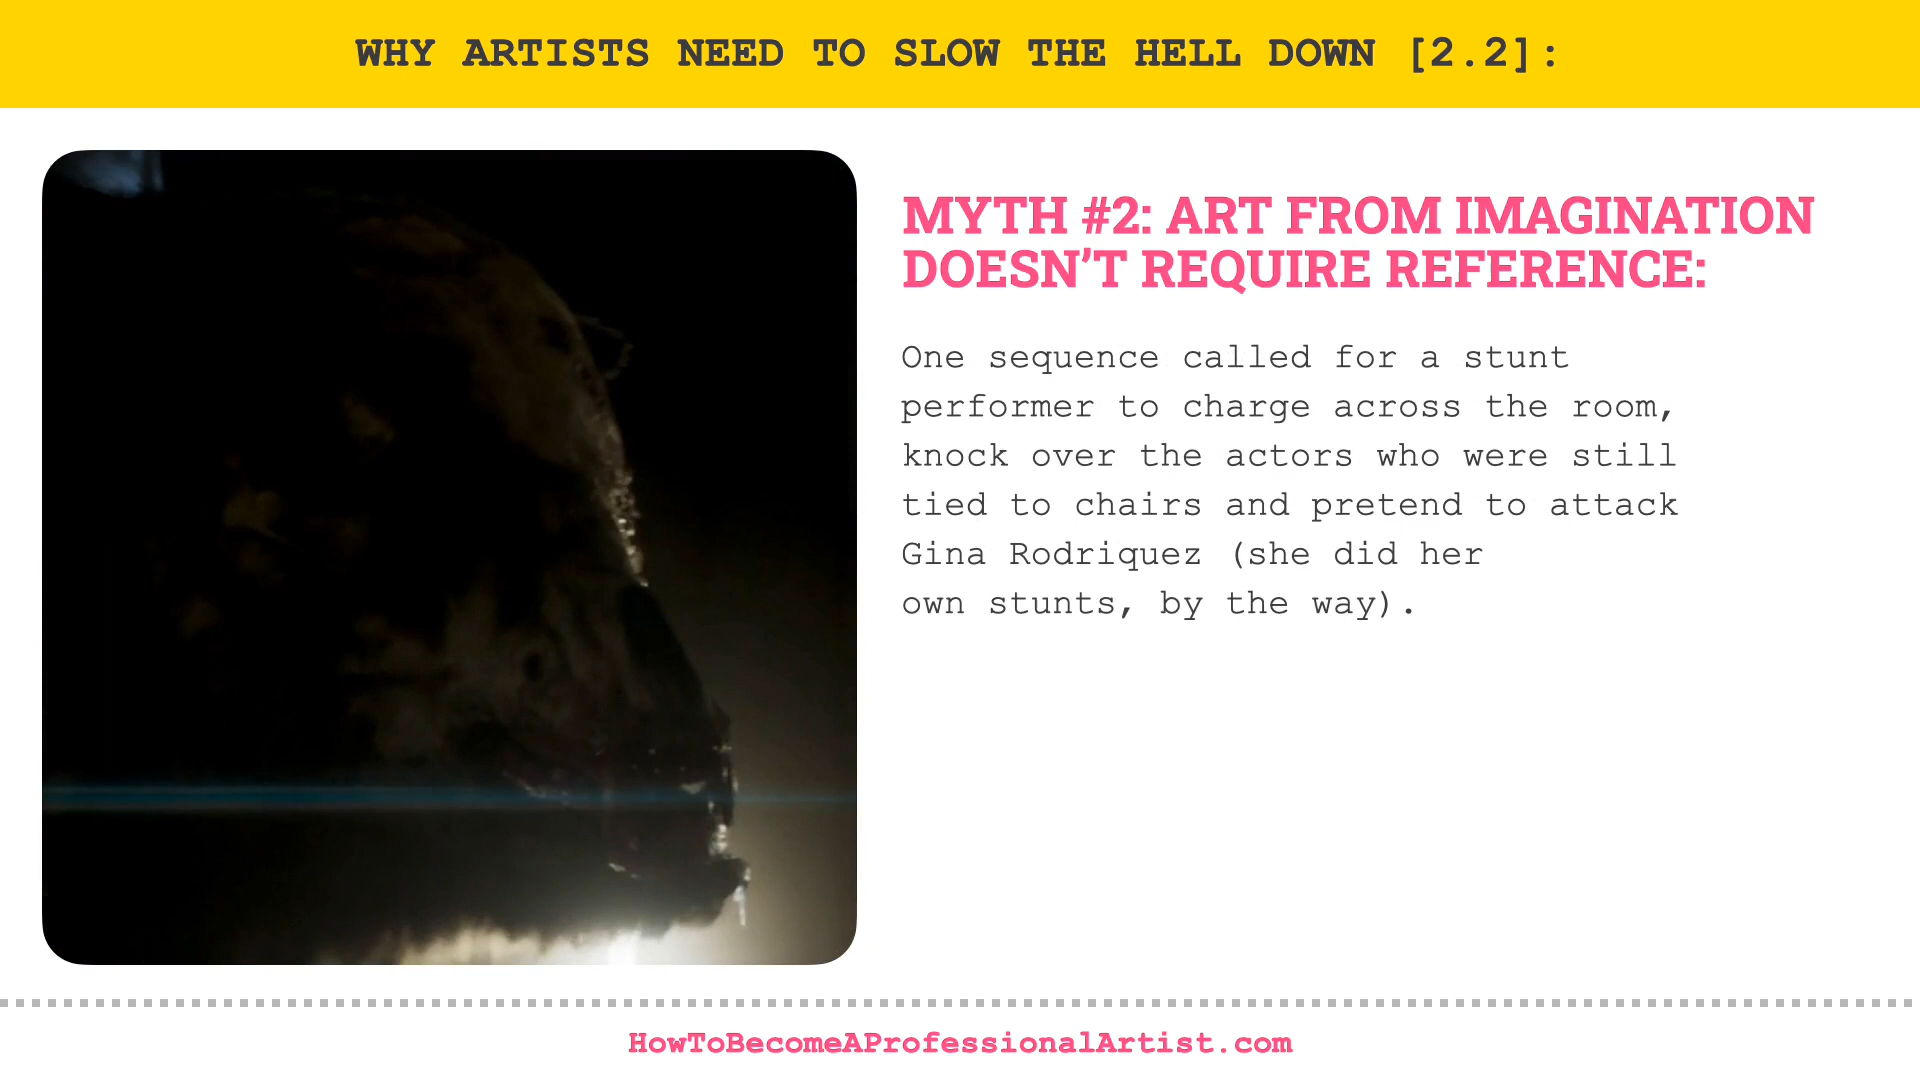 WHY ARTISTS NEED TO SLOW THE HELL DOWN [2.2]:
MYTH #2: ART FROM IMAGINATION
DOESN’T REQUIRE REFERENCE:
One sequence called for a stunt
performer to charge across the room,
knock over the actors who were still
tied to chairs and pretend to attack
Gina Rodriquez (she did her
own stunts, by the way).
HowToBecomeAProfessionalArtist.com